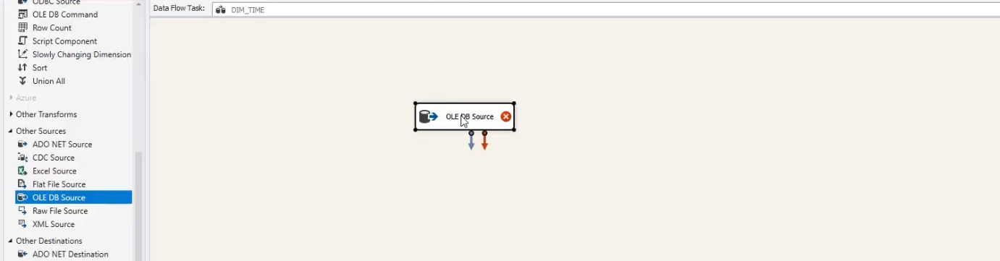 ODBC Source
OLE DB Command
Row Count
Script Component
Slowly Changing Dimension
Sort
Union All
Azure
Other Transforms
Other Sources
ADO NET Source
CDC Source
Excel Source
Flat File Source
OLE DB Source
Raw File Source
XML Source
Other Destinations
ADO NET Destination
Data Flow Task: DIM_TIME
OLE DB Source